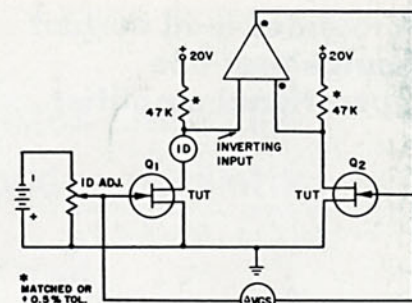 +
20V
+
20V
*
47K
*
47K
ID
INVERTING
INPUT
Q1
Q2
ID ADJ.
TUT
TUT
-
+
*
MATCHED OR
± 0.5% TOL.
ΔVGS